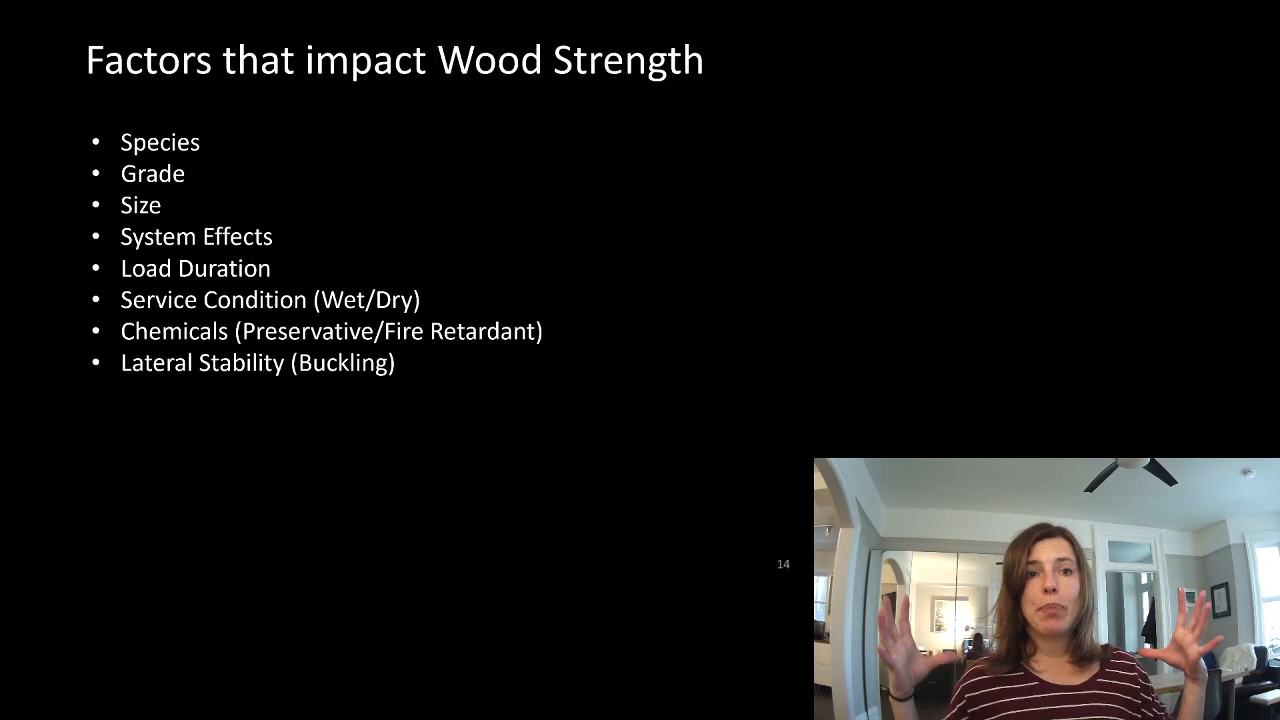 Factors that impact Wood Strength
• Species
• Grade
• Size
• System Effects
• Load Duration
• Service Condition (Wet/Dry)
• Chemicals (Preservative/Fire Retardant)
• Lateral Stability (Buckling)
14